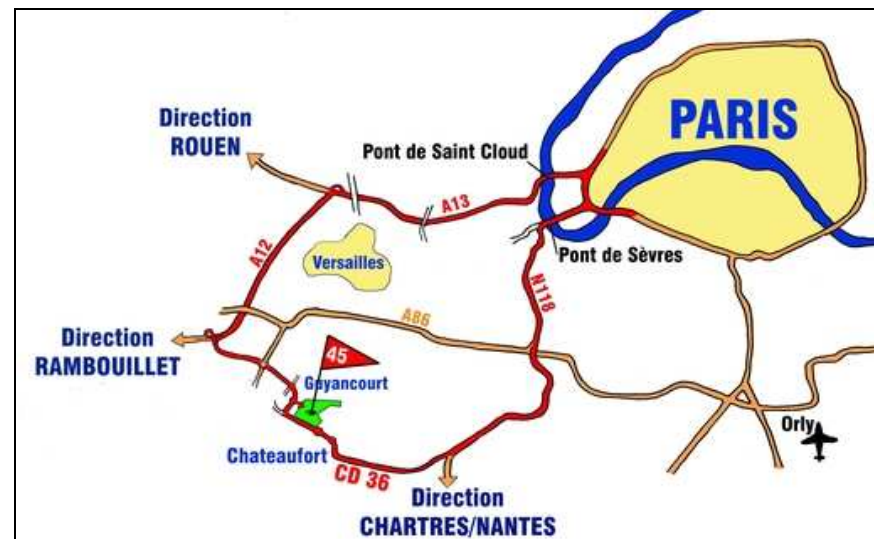 PARIS
Direction
ROUEN
Pont de Saint Cloud
A13
A12
Versailles
Pont de Sèvres
N118
A86
Direction
RAMBOUILLET
45
Guyancourt
Orly
Chateaufort
CD 36
Direction
CHARTRES/NANTES